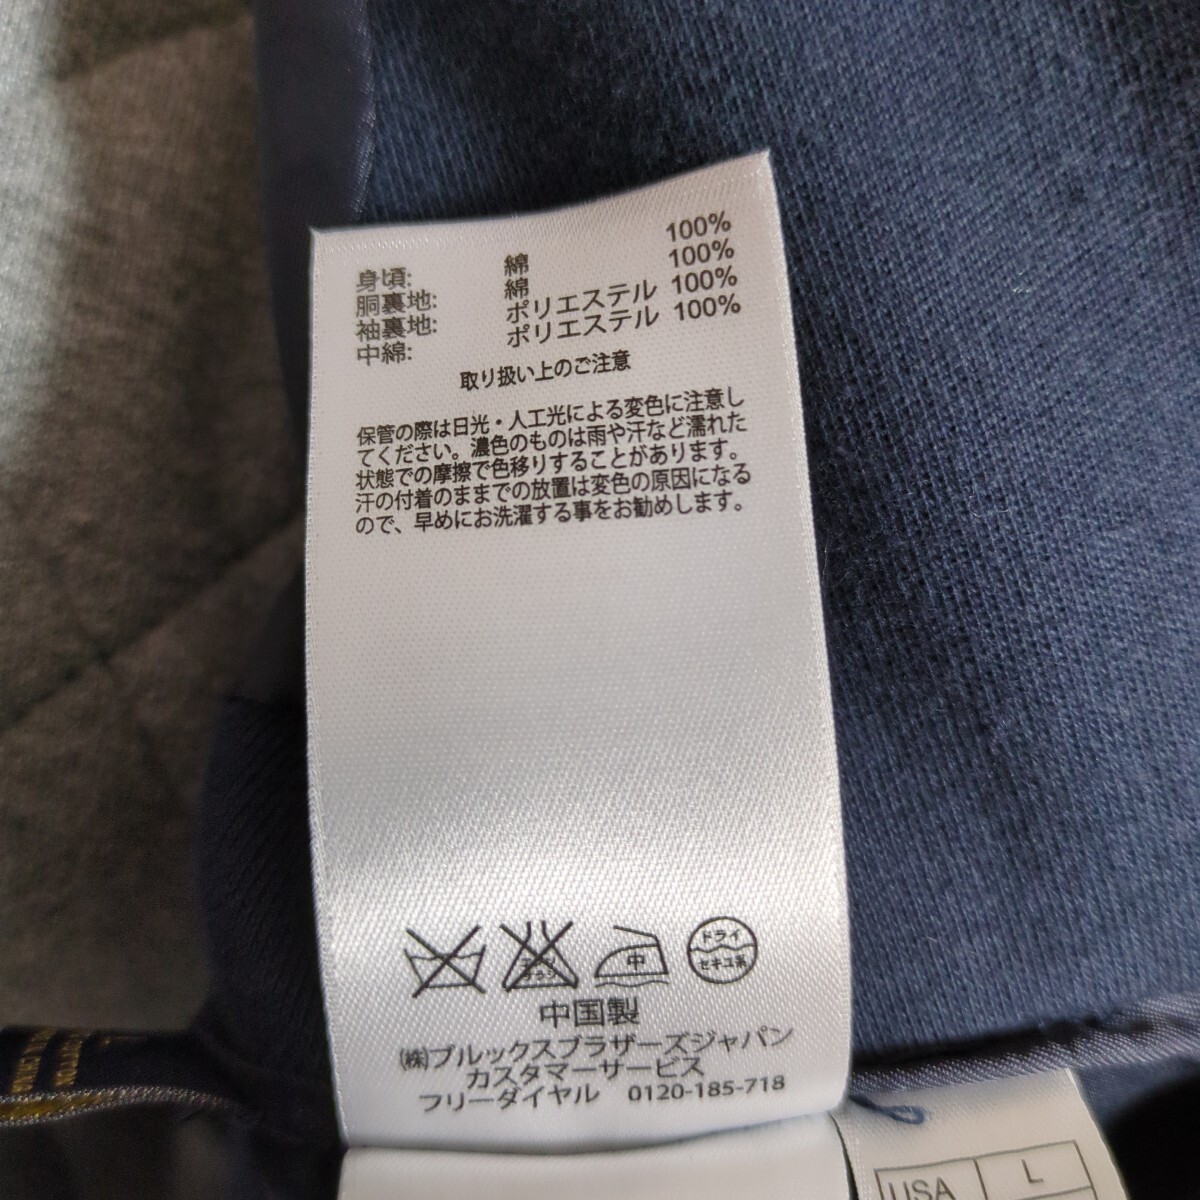 身頃: 綿 100%
胴裏地: 綿 100%
袖裏地: ポリエステル 100%
中綿: ポリエステル 100%
取り扱い上のご注意
保管の際は日光・人工光による変色に注意し
てください。濃色のものは雨や汗など濡れた
状態での摩擦で色移りすることがあります。
汗の付着のままでの放置は変色の原因になる
ので、早めにお洗濯する事をお勧めします。
中
ドライ
セキユ系
中国製
㈱ブルックスブラザーズジャパン
カスタマーサービス
フリーダイヤル 0120-185-718
USA L